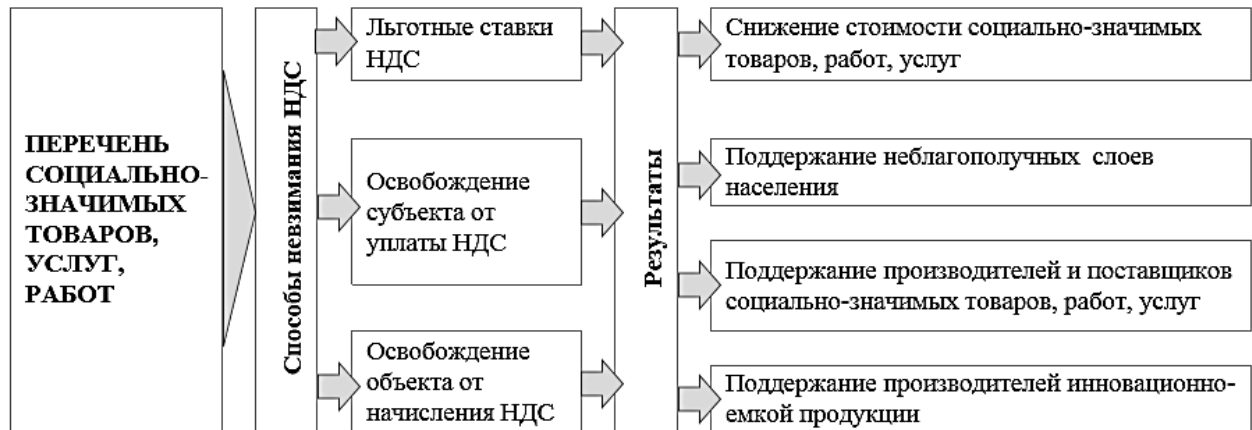 ПЕРЕЧЕНЬ
СОЦИАЛЬНО-
ЗНАЧИМЫХ
ТОВАРОВ,
УСЛУГ,
РАБОТ
Способы невзимания НДС
Льготные ставки
НДС
Освобождение
субъекта от
уплаты НДС
Освобождение
объекта от
начисления НДС
Результаты
Снижение стоимости социально-значимых
товаров, работ, услуг
Поддержание неблагополучных слоев
населения
Поддержание производителей и поставщиков
социально-значимых товаров, работ, услуг
Поддержание производителей инновационно-
емкой продукции